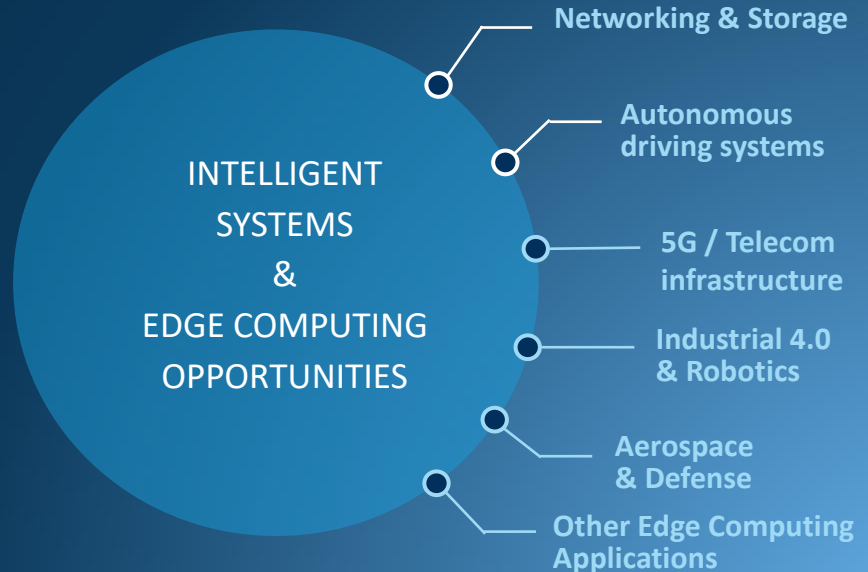 INTELLIGENT
SYSTEMS
&
EDGE COMPUTING
OPPORTUNITIES
Networking & Storage
Autonomous
driving systems
5G / Telecom
infrastructure
Industrial 4.0
& Robotics
Aerospace
& Defense
Other Edge Computing
Applications